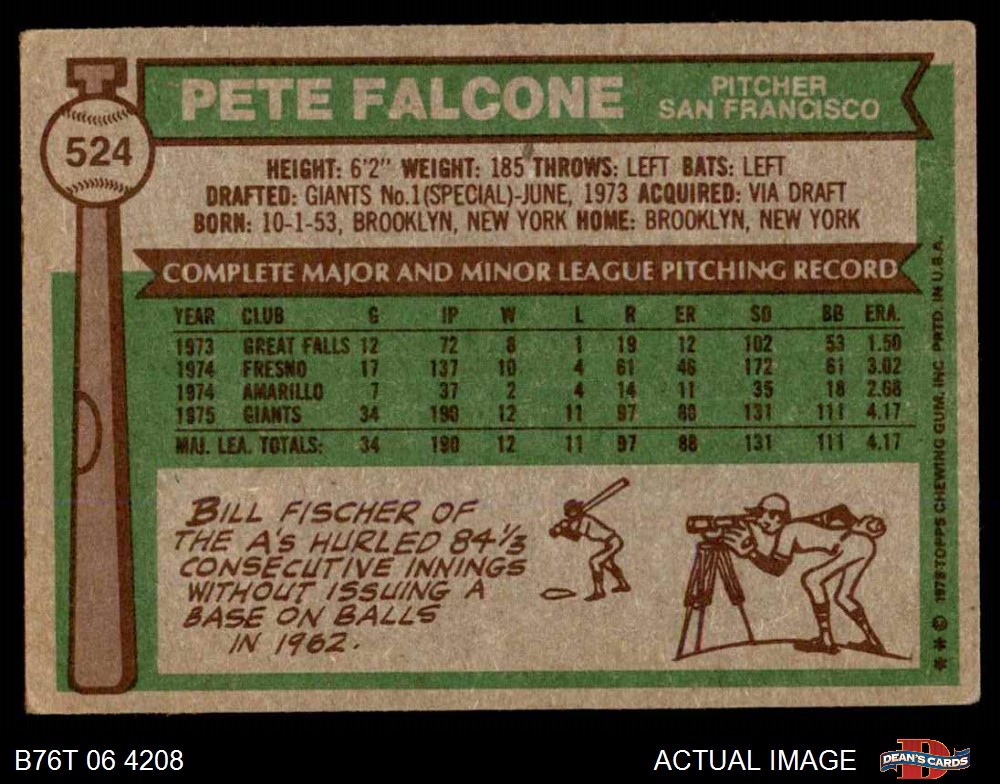 T
524
PETE FALCONE
PITCHER
SAN FRANCISCO
HEIGHT: 6'2" WEIGHT: 185 THROWS: LEFT BATS: LEFT
DRAFTED: GIANTS No.1(SPECIAL)-JUNE, 1973 ACQUIRED: VIA DRAFT
BORN: 10-1-53, BROOKLYN, NEW YORK HOME: BROOKLYN, NEW YORK
COMPLETE MAJOR AND MINOR LEAGUE PITCHING RECORD
YEAR CLUB G IP W L R ER SO BB ERA.
1973 GREAT FALLS 12 72 8 1 19 12 102 53 1.50
1974 FRESNO 17 137 10 4 61 46 172 61 3.02
1974 AMARILLO 7 37 2 4 14 11 35 18 2.68
1975 GIANTS 34 190 12 11 97 88 131 111 4.17
MAJ. LEA. TOTALS: 34 190 12 11 97 88 131 111 4.17
BILL FISCHER OF
THE A's HURLED 84⅓
CONSECUTIVE INNINGS
WITHOUT ISSUING A
BASE ON BALLS
IN 1962.
* * © 1976 TOPPS CHEWING GUM, INC. PRTD. IN U.S.A.
B76T 06 4208
ACTUAL IMAGE
D
DEAN'S CARDS